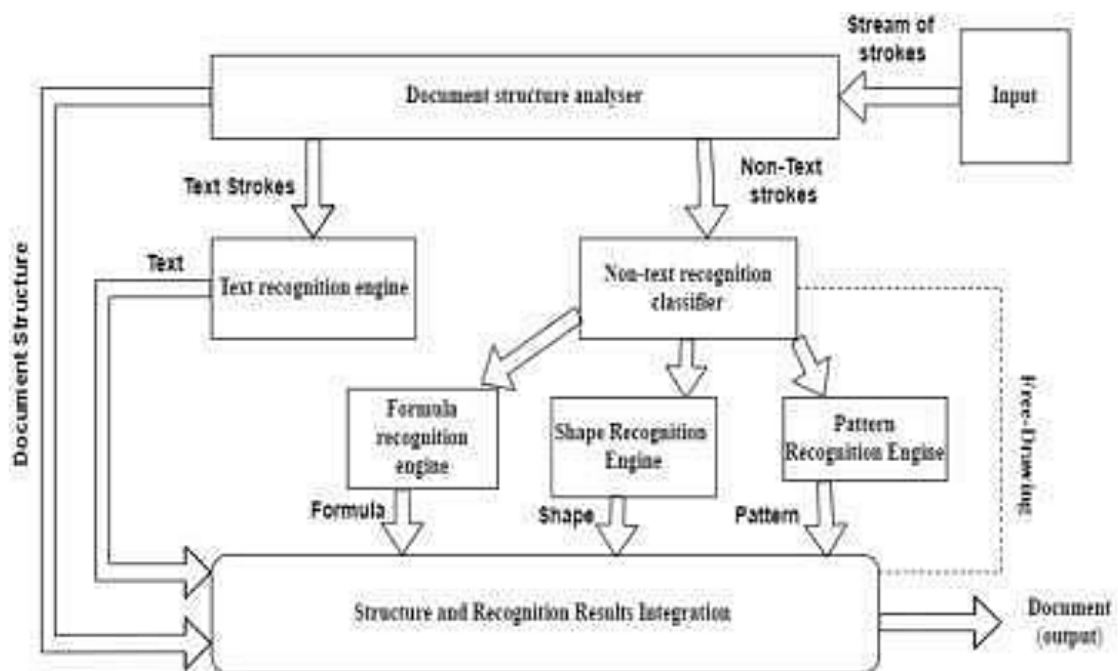 Stream of
strokes
Document structure analyser
Input
Text Strokes
Non-Text
strokes
Document Structure
Text
Text recognition engine
Non-text recognition
classifier
Free-Drawing
Formula
recognition
engine
Shape Recognition
Engine
Pattern
Recognition Engine
Formula
Shape
Pattern
Structure and Recognition Results Integration
Document
(output)